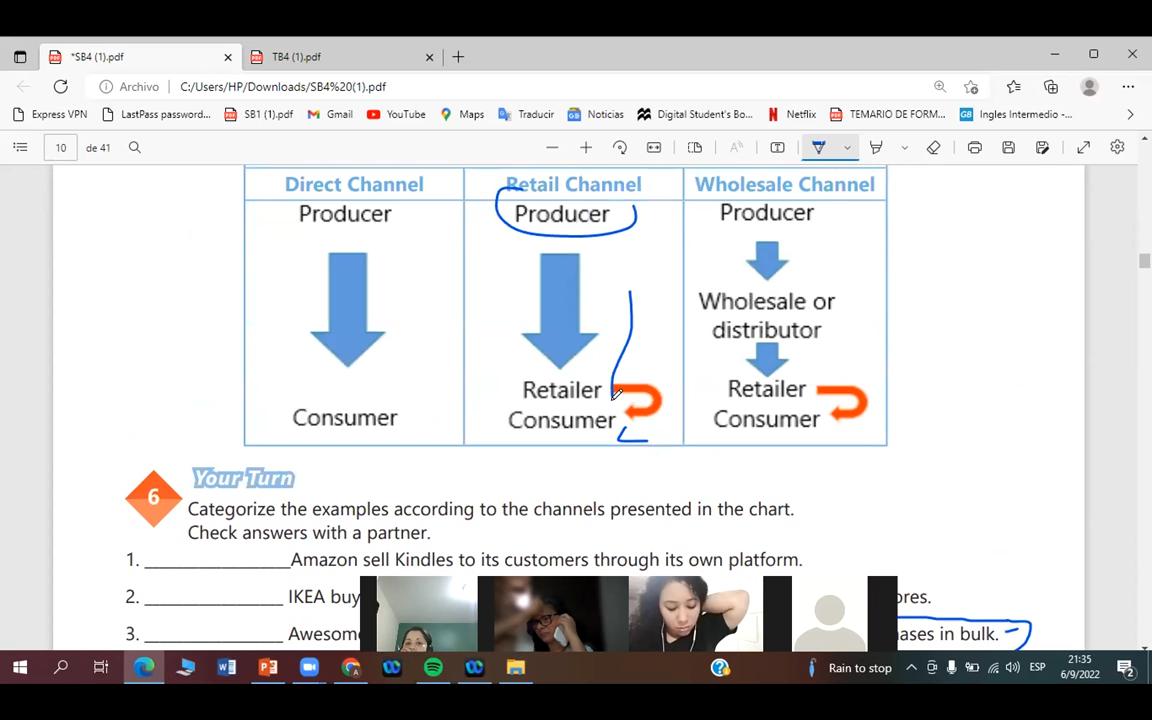 *SB4 (1).pdf
TB4 (1).pdf
Archivo
C:/Users/HP/Downloads/SB4%20(1).pdf
Express VPN
LastPass password...
SB1 (1).pdf
Gmail
YouTube
Maps
Traducir
Noticias
Digital Student's Bo...
Netflix
TEMARIO DE FORM...
Ingles Intermedio -...
10
de 41
Direct Channel
Retail Channel
Wholesale Channel
Producer
Producer
Producer
Wholesale or
distributor
Retailer
Retailer
Consumer
Consumer
Consumer
6
Your Turn
Categorize the examples according to the channels presented in the chart.
Check answers with a partner.
1. ________________Amazon sell Kindles to its customers through its own platform.
2. _______________ IKEA buy
ores.
3. _______________ Awesom
ases in bulk.
Rain to stop
ESP
21:35
6/9/2022
2